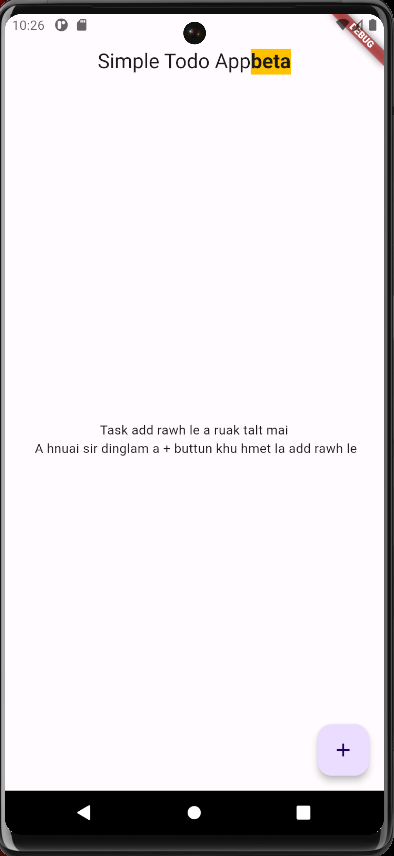 10:26
DEBUG
Simple Todo Appbeta
Task add rawh le a ruak talt mai
A hnuai sir dinglam a + buttun khu hmet la add rawh le
+